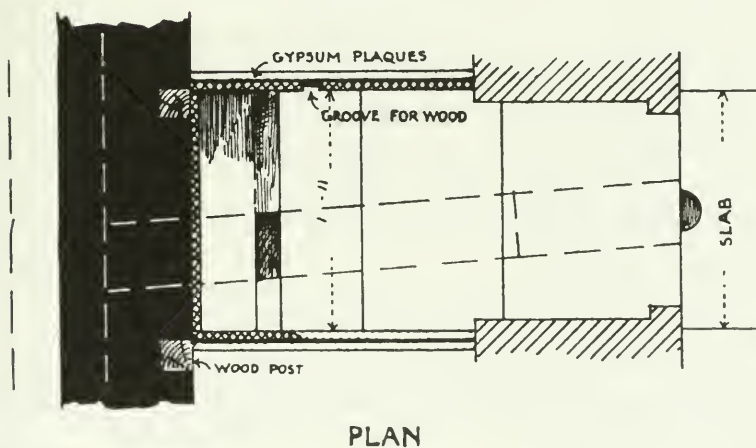 GYPSUM PLAQUES
GROOVE FOR WOOD
SLAB
WOOD POST
PLAN